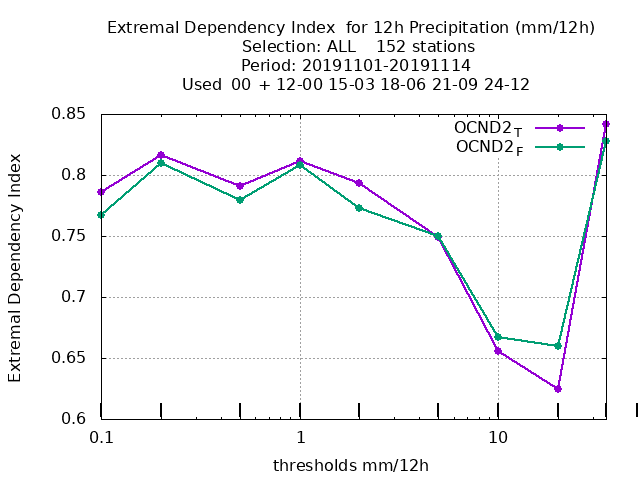 Extremal Dependency Index  for 12h Precipitation (mm/12h)
Selection: ALL    152 stations
Period: 20191101-20191114
Used  00 + 12-00 15-03 18-06 21-09 24-12
OCND2T
OCND2F
0.85
0.8
0.75
0.7
0.65
0.6
Extremal Dependency Index
0.1 1 10
thresholds mm/12h